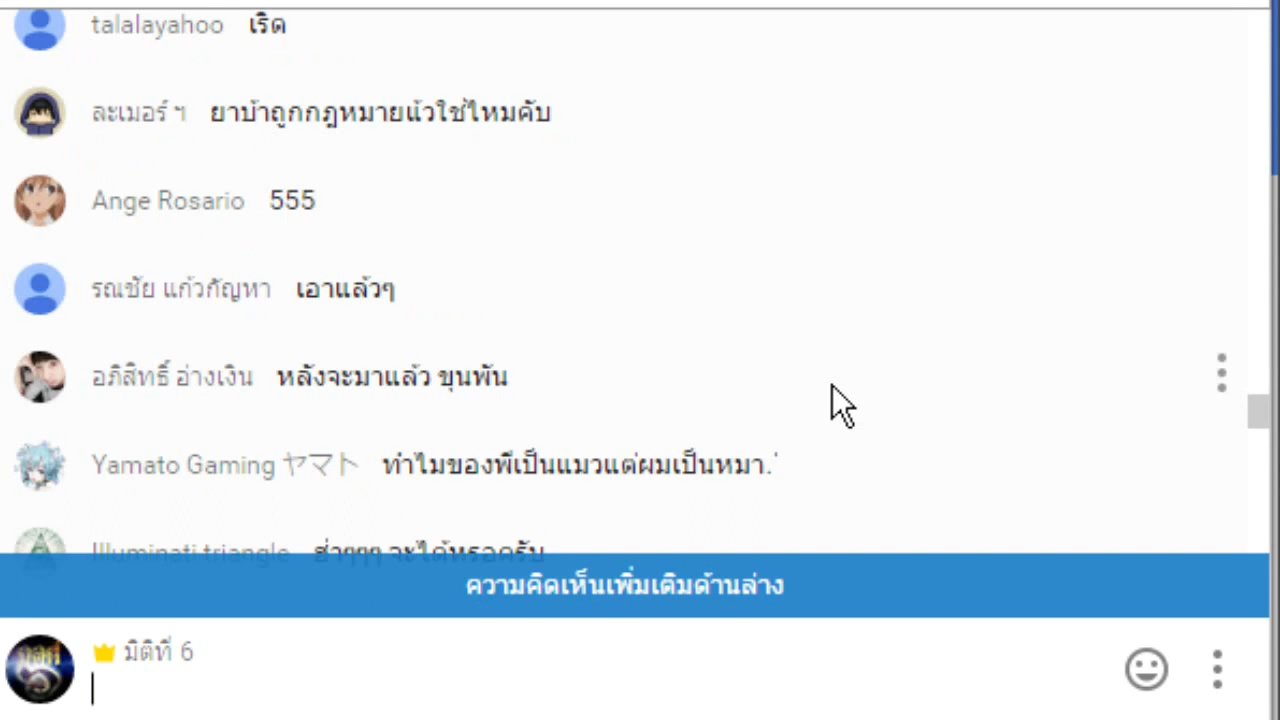 talalayahoo เริด
ละเมอร์ ฯ ยาบ้าถูกกฎหมายแ้วใช่ไหมคับ
Ange Rosario 555
รณชัย แก้วกัญหา เอาแล้วๆ
อภิสิทธิ์ อ่างเงิน หลังจะมาแล้ว ขุนพัน
Yamato Gaming ヤマト ทำไมของพี่เป็นแมวแต่ผมเป็นหมา.
Illuminati triangle จะได้หรอครับ
ความคิดเห็นเพิ่มเติมด้านล่าง
มิติที่ 6